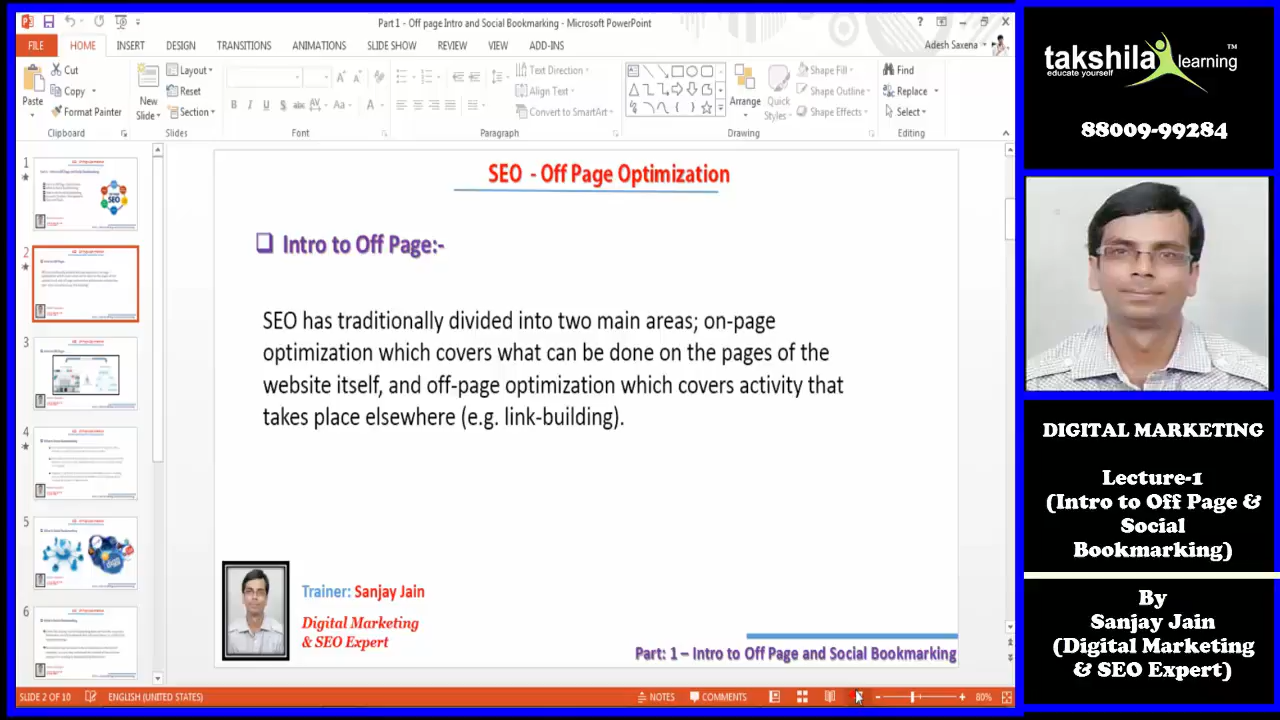 Part 1 - Off page.Intro and Social Bookmarking - Microsoft PowerPoint
FILE HOME INSERT DESIGN TRANSITIONS ANIMATIONS SLIDE SHOW REVIEW VIEW ADD-INS
Adesh Saxena
Paste
Cut
Copy
Format Painter
Clipboard
New Slide
Layout
Reset
Section
Slides
Font
Text Direction
Align Text
Convert to SmartArt
Paragraph
Arrange
Quick Styles
Shape Fill
Shape Outline
Shape Effects
Drawing
Find
Replace
Select
Editing
1
2
3
4
5
6
SEO - Off Page Optimization
Intro to Off Page:-
SEO has traditionally divided into two main areas; on-page
optimization which covers what can be done on the pages of the
website itself, and off-page optimization which covers activity that
takes place elsewhere (e.g. link-building).
Trainer: Sanjay Jain
Digital Marketing
& SEO Expert
Part: 1 – Intro to Off Page and Social Bookmarking
SLIDE 2 OF 10 ENGLISH (UNITED STATES) NOTES COMMENTS 80%
takshila learning TM
educate yourself
88009-99284
DIGITAL MARKETING
Lecture-1
(Intro to Off Page &
Social
Bookmarking)
By
Sanjay Jain
(Digital Marketing
& SEO Expert)